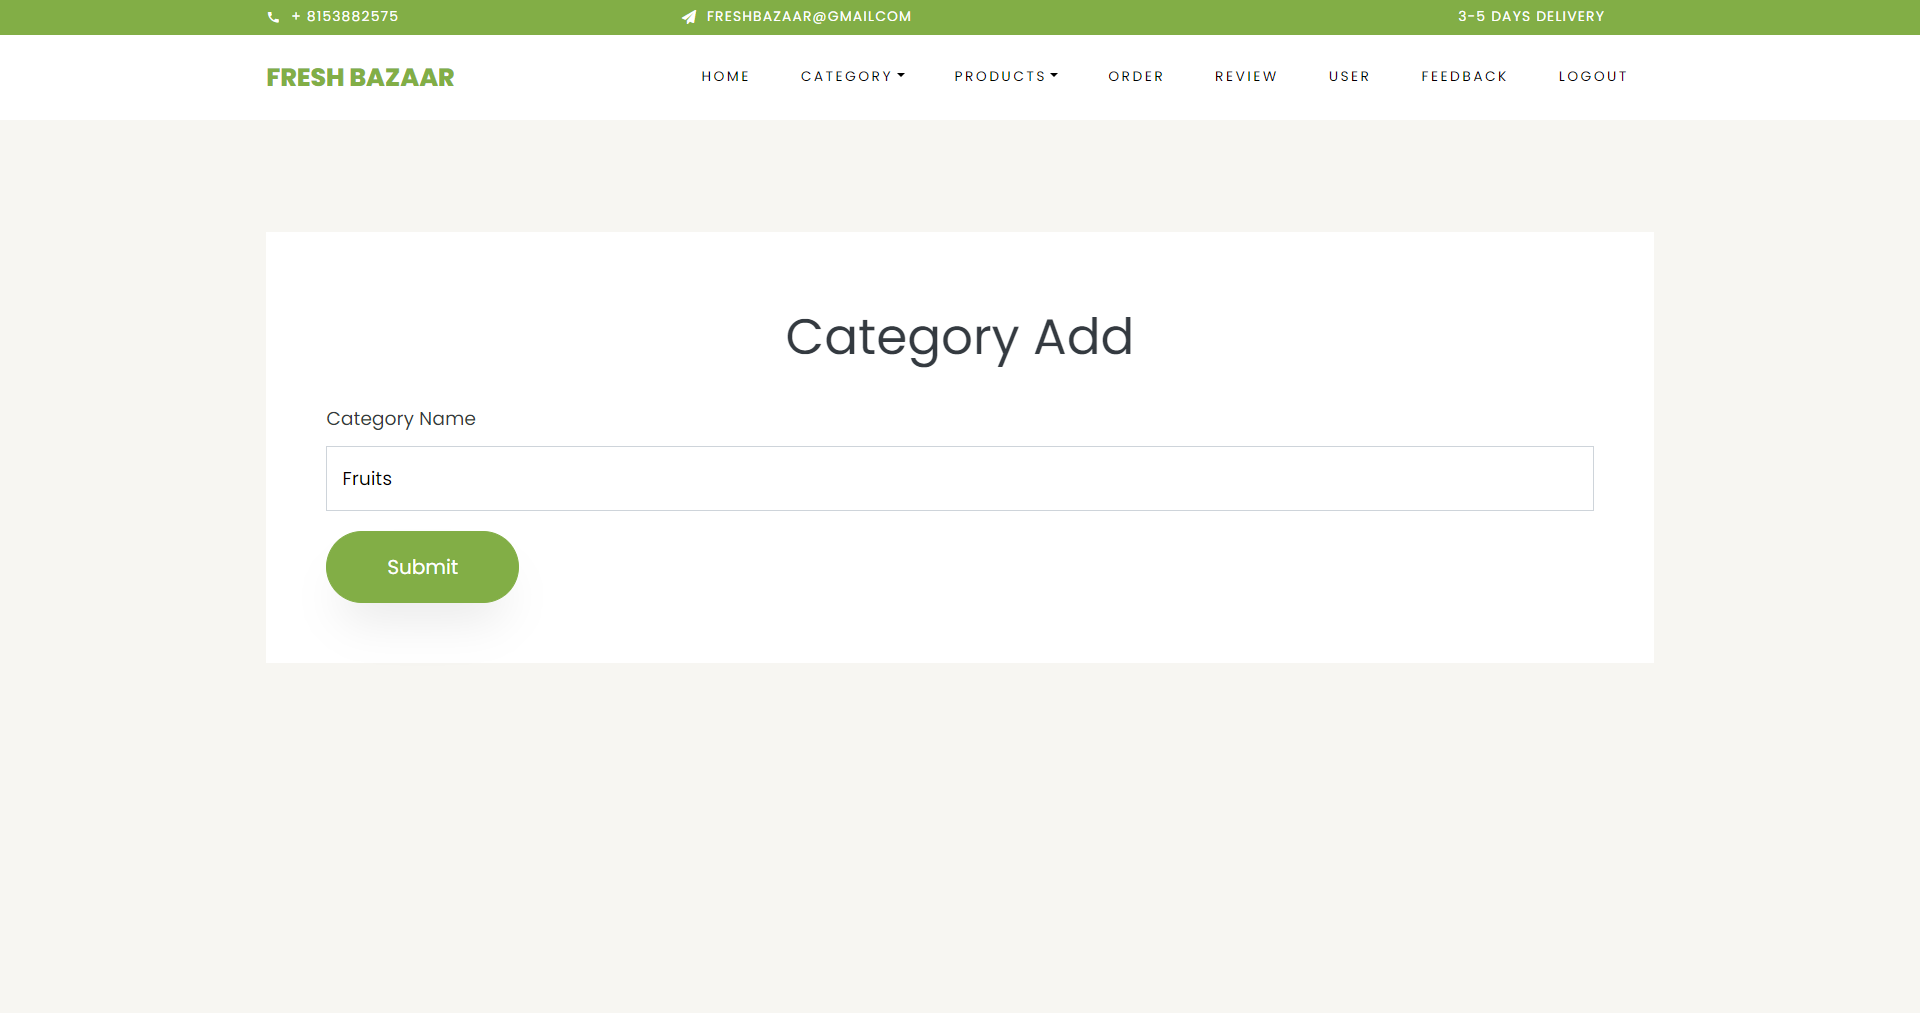 + 8153882575
FRESHBAZAAR@GMAILCOM
3-5 DAYS DELIVERY
FRESH BAZAAR
HOME CATEGORY PRODUCTS ORDER REVIEW USER FEEDBACK LOGOUT
Category Add
Category Name
Fruits
Submit